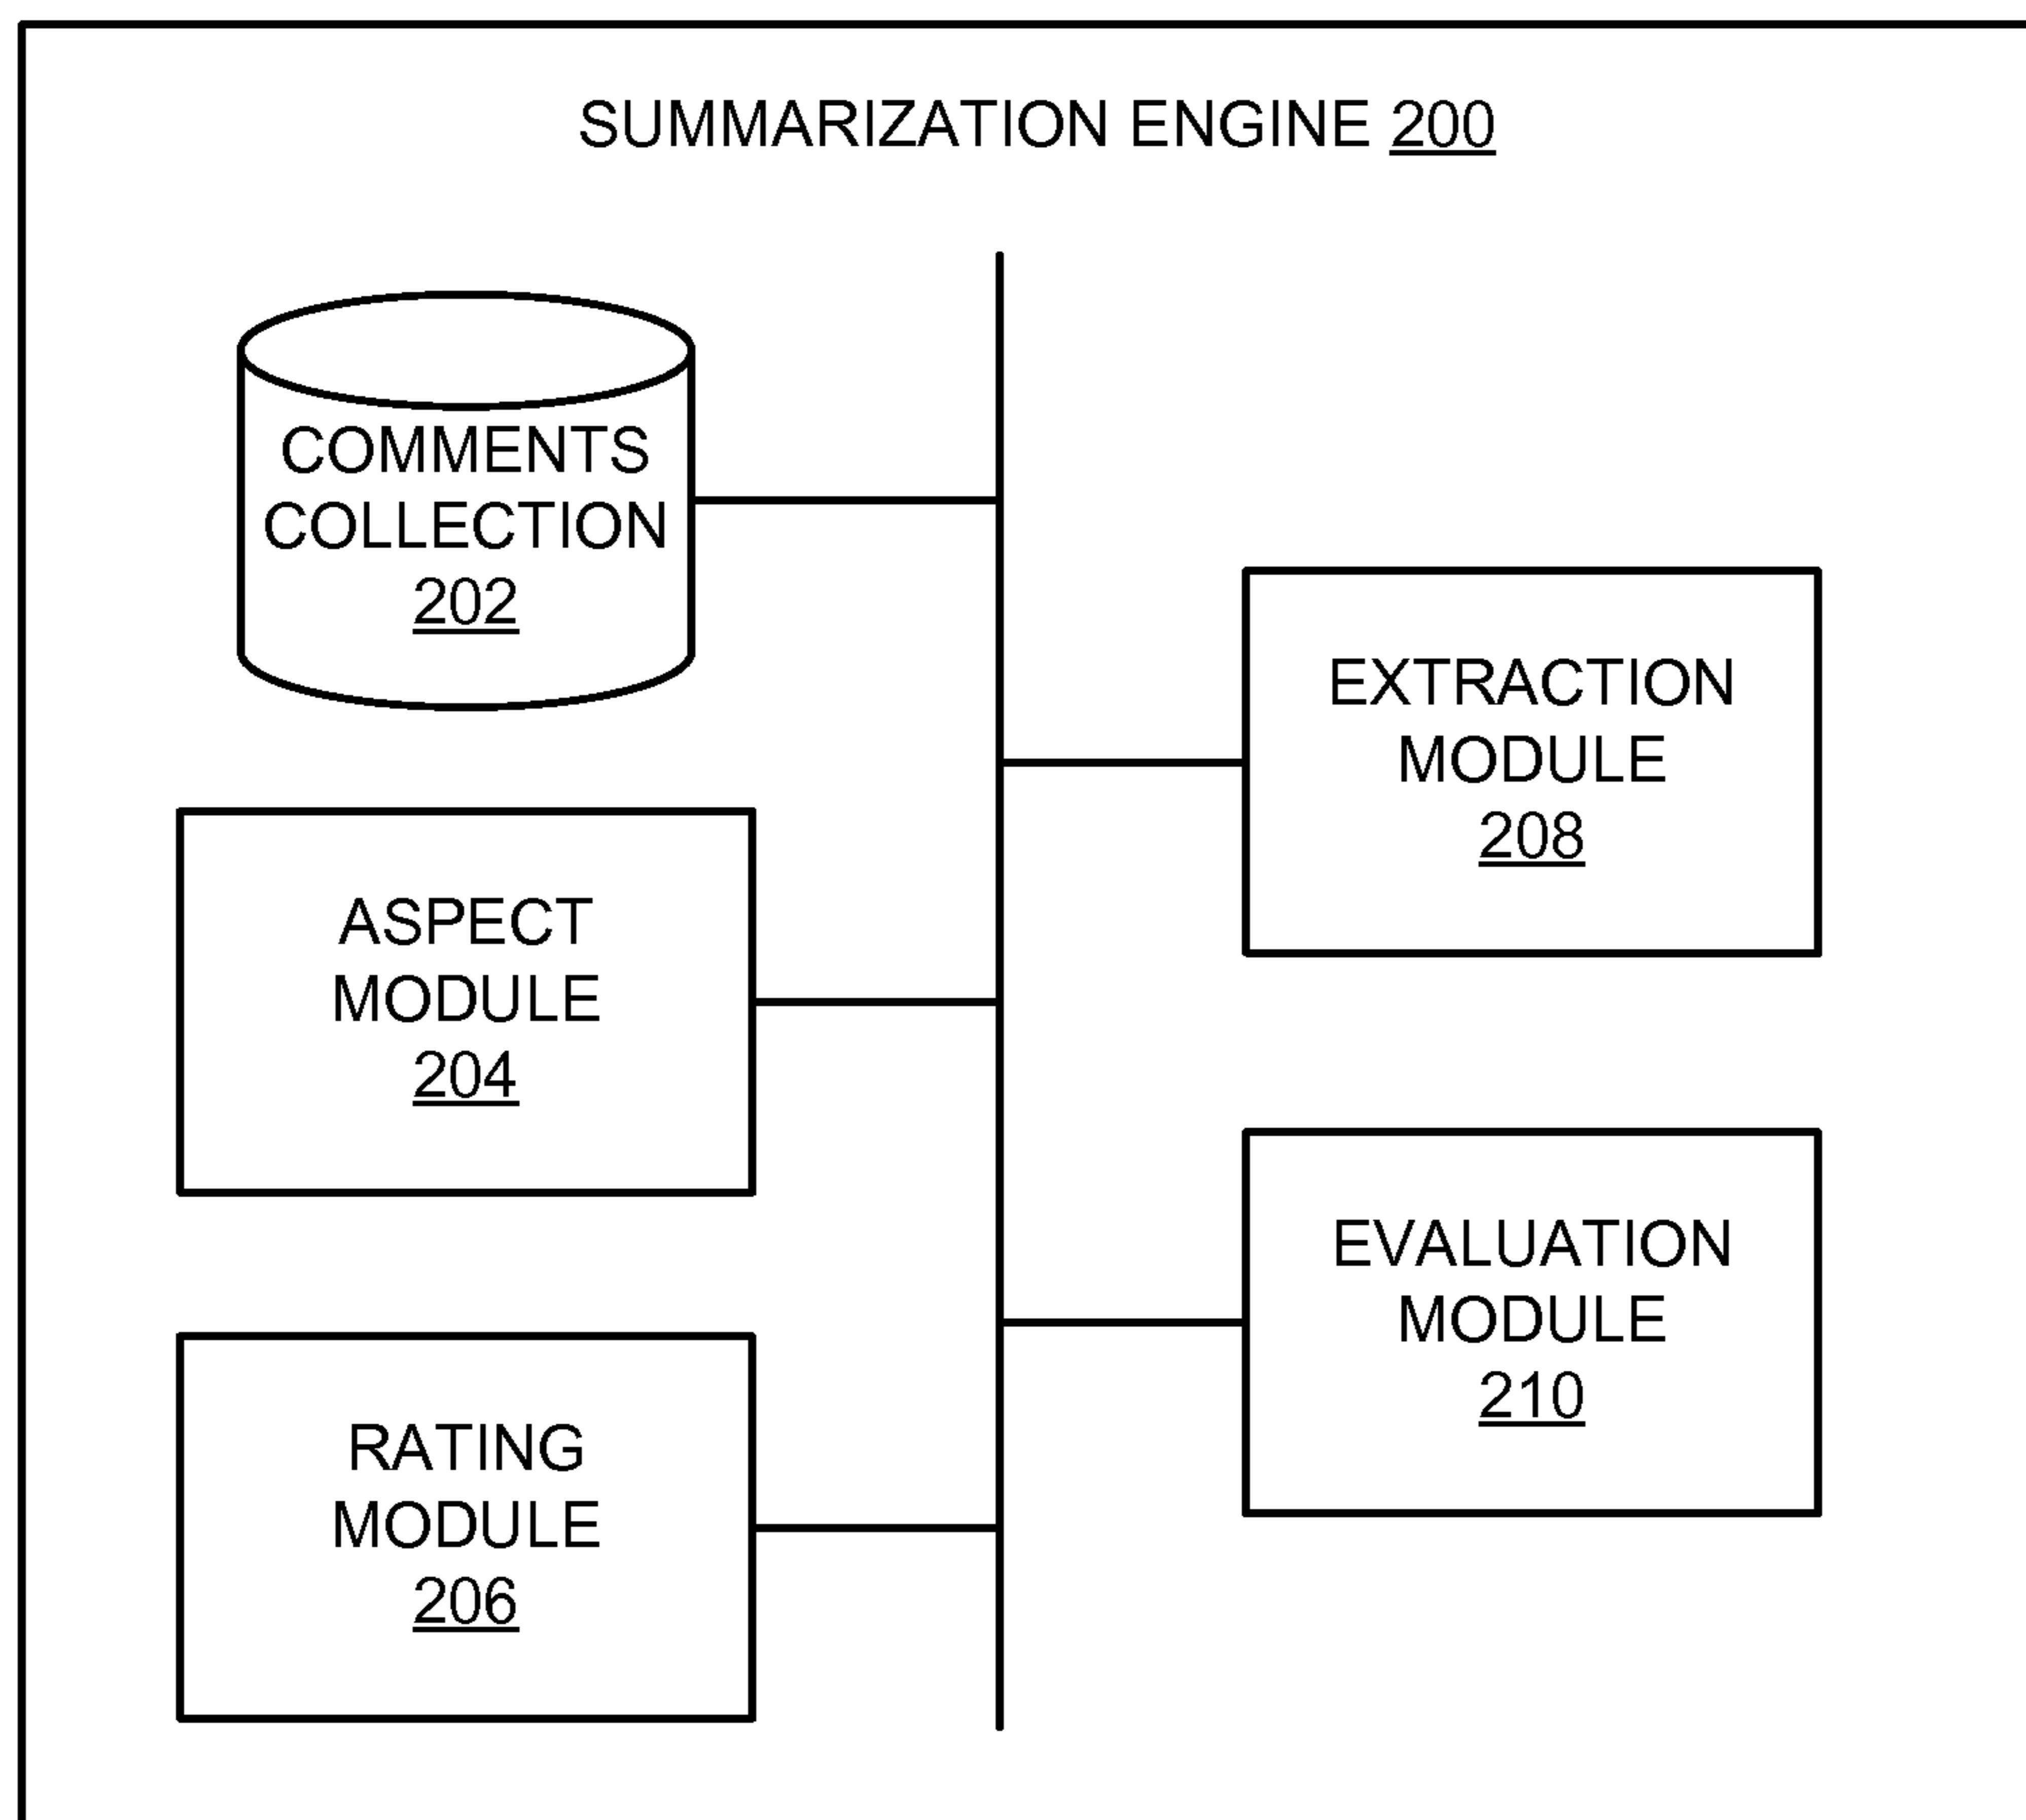 SUMMARIZATION ENGINE 200
COMMENTS
COLLECTION
202
ASPECT
MODULE
204
RATING
MODULE
206
EXTRACTION
MODULE
208
EVALUATION
MODULE
210